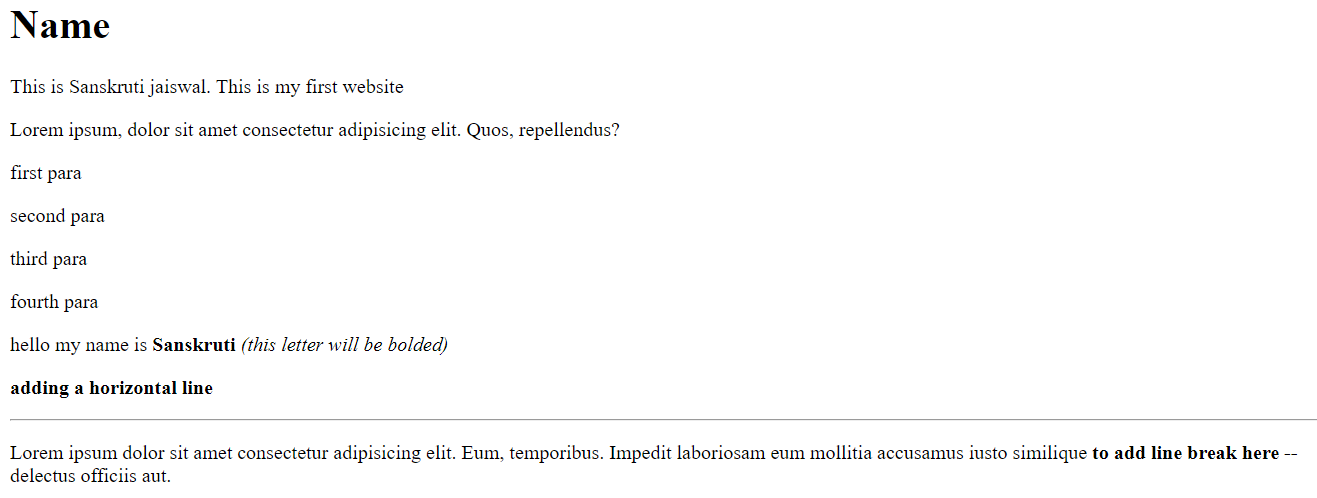 Name
This is Sanskruti jaiswal. This is my first website
Lorem ipsum, dolor sit amet consectetur adipisicing elit. Quos, repellendus?
first para
second para
third para
fourth para
hello my name is Sanskruti (this letter will be bolded)
adding a horizontal line
Lorem ipsum dolor sit amet consectetur adipisicing elit. Eum, temporibus. Impedit laboriosam eum mollitia accusamus iusto similique to add line break here --
delectus officiis aut.